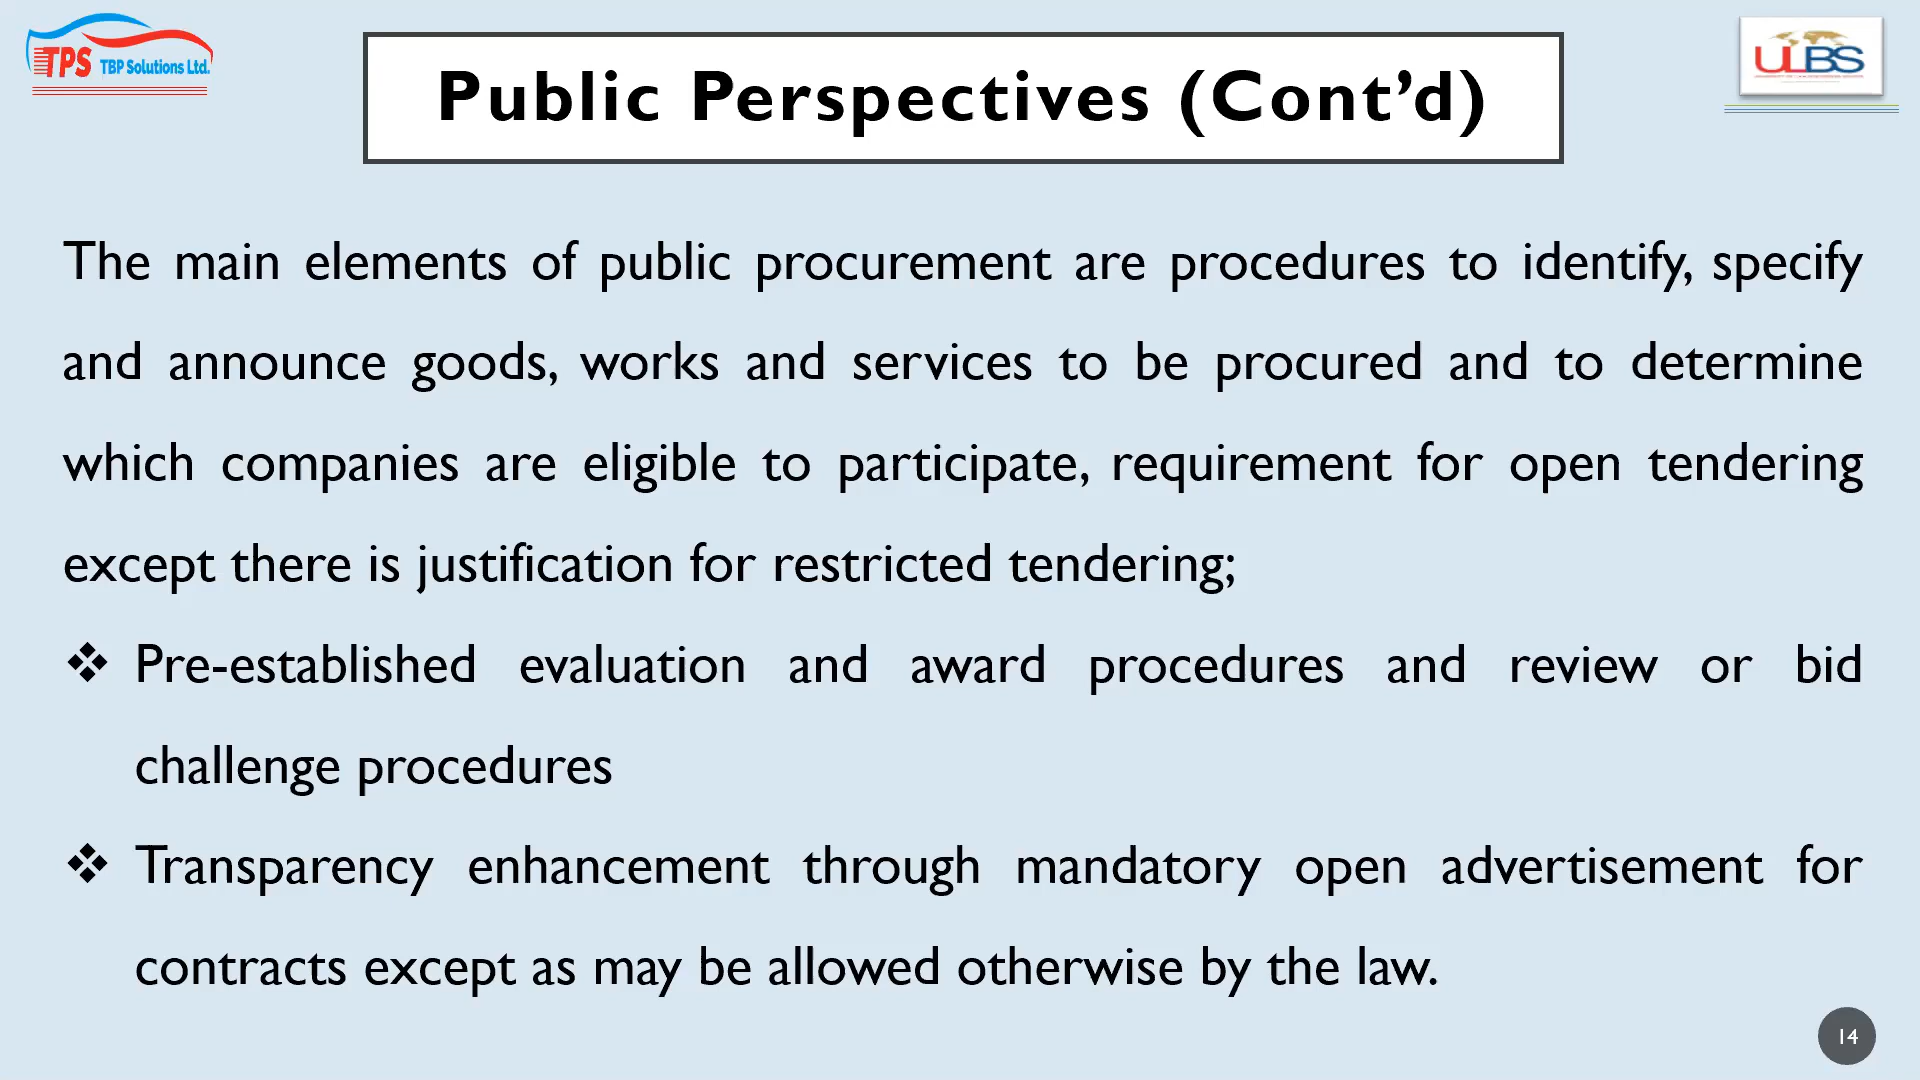 TPS TBP Solutions Ltd.
ULBS
Public Perspectives (Cont’d)
The main elements of public procurement are procedures to identify, specify
and announce goods, works and services to be procured and to determine
which companies are eligible to participate, requirement for open tendering
except there is justification for restricted tendering;
❖ Pre-established evaluation and award procedures and review or bid
challenge procedures
❖ Transparency enhancement through mandatory open advertisement for
contracts except as may be allowed otherwise by the law.
14